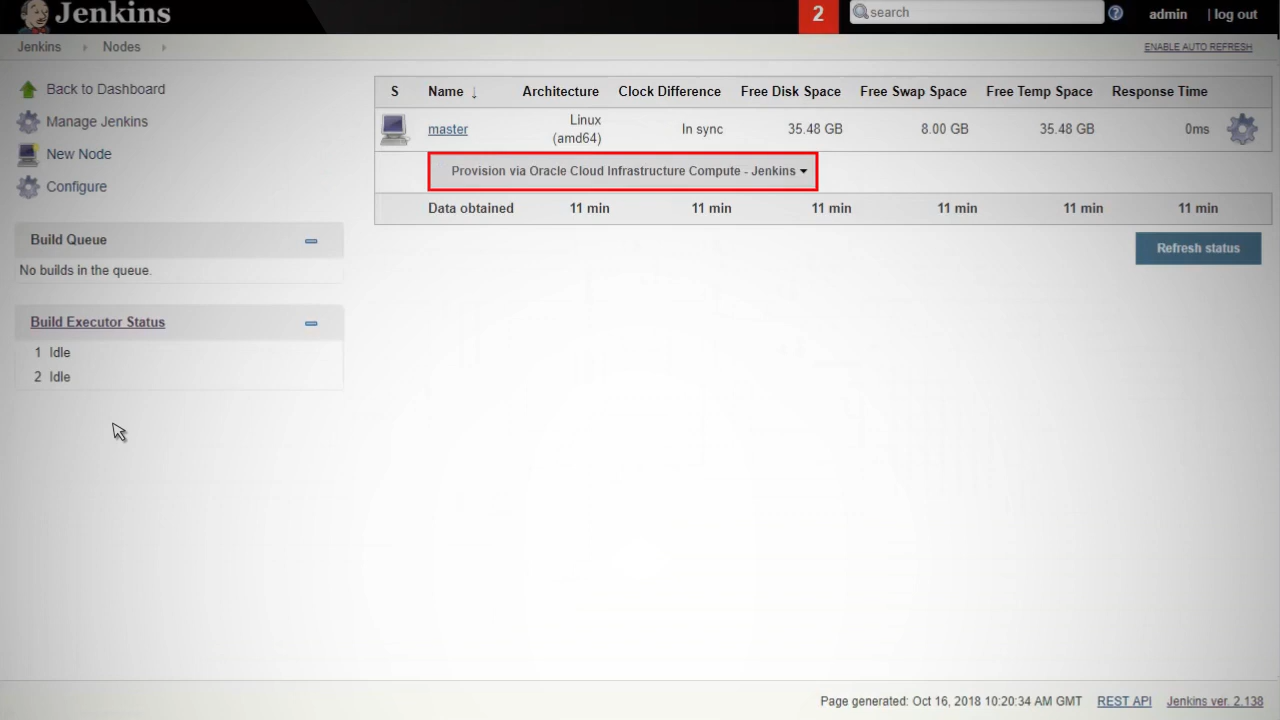 Jenkins
2
search
admin
| log out
Jenkins
Nodes
ENABLE AUTO REFRESH
Back to Dashboard
Manage Jenkins
New Node
Configure
Build Queue
No builds in the queue.
Build Executor Status
1 Idle
2 Idle
S Name ↓ Architecture Clock Difference Free Disk Space Free Swap Space Free Temp Space Response Time
master Linux (amd64) In sync 35.48 GB 8.00 GB 35.48 GB 0ms
Provision via Oracle Cloud Infrastructure Compute - Jenkins
Data obtained 11 min 11 min 11 min 11 min 11 min 11 min
Refresh status
Page generated: Oct 16, 2018 10:20:34 AM GMT REST API Jenkins ver. 2.138